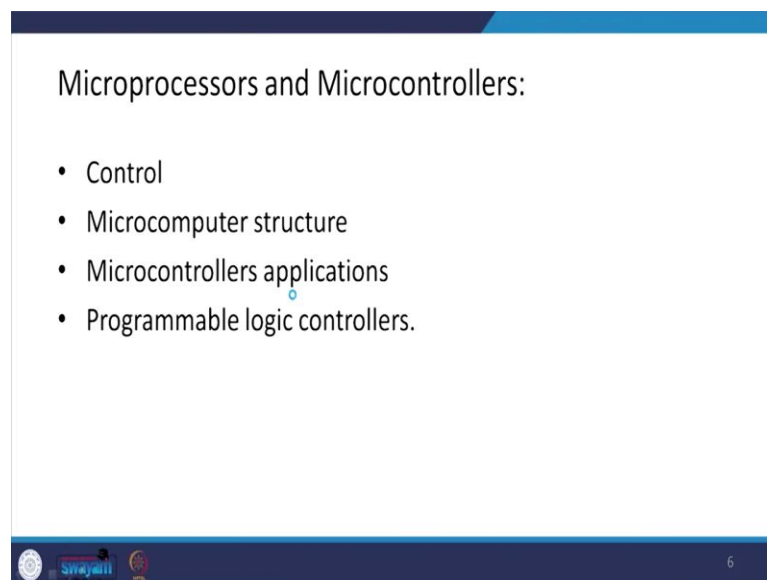 Microprocessors and Microcontrollers:
• Control
• Microcomputer structure
• Microcontrollers applications
• Programmable logic controllers.
swayam
6